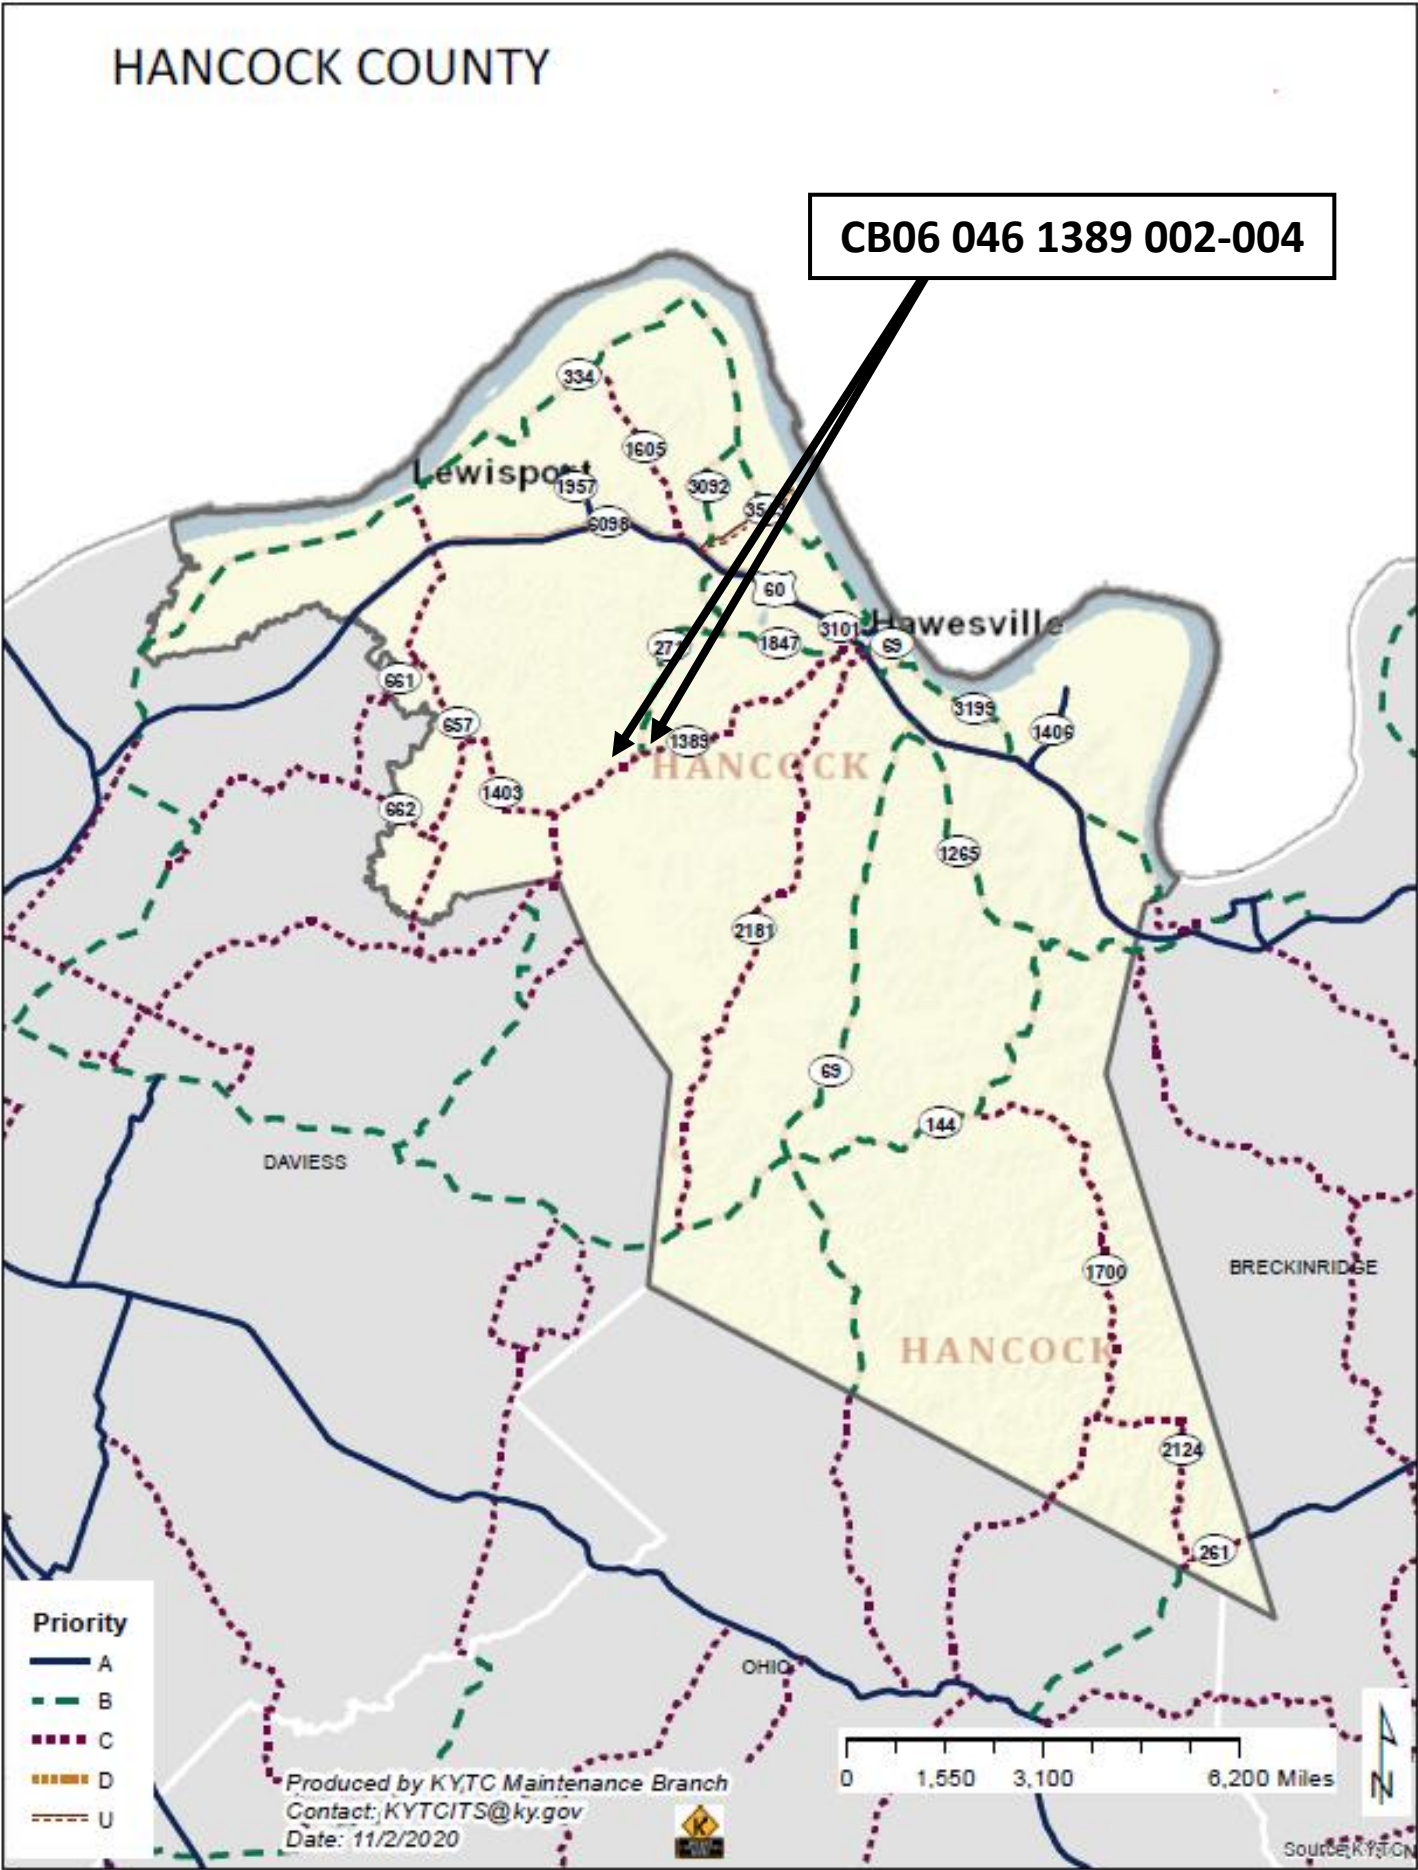 HANCOCK COUNTY
CB06 046 1389 002-004
334
1605
Lewisport
1957
3092
6098
60
3101
Hawesville
271
1847
69
661
3199
657
1406
1389
HANCOCK
1403
662
1265
2181
69
144
DAVIESS
1700
BRECKINRIDGE
HANCOCK
2124
261
Priority
A
B
C
D
U
OHIO
0 1,550 3,100 6,200 Miles
N
Produced by KYTC Maintenance Branch
Contact: KYTCITS@ky.gov
Date: 11/2/2020
Source: KYTC